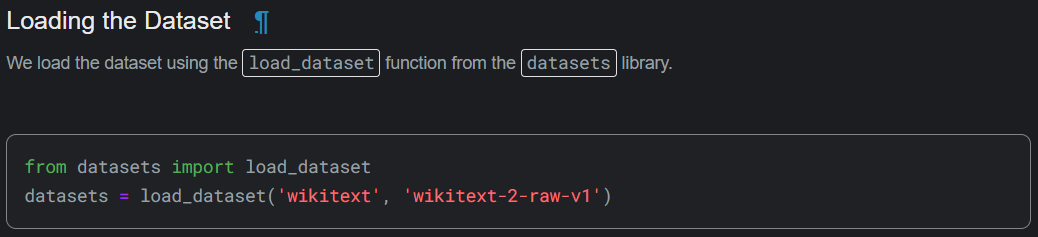 Loading the Dataset ¶
We load the dataset using the load_dataset function from the datasets library.
from datasets import load_dataset
datasets = load_dataset('wikitext', 'wikitext-2-raw-v1')